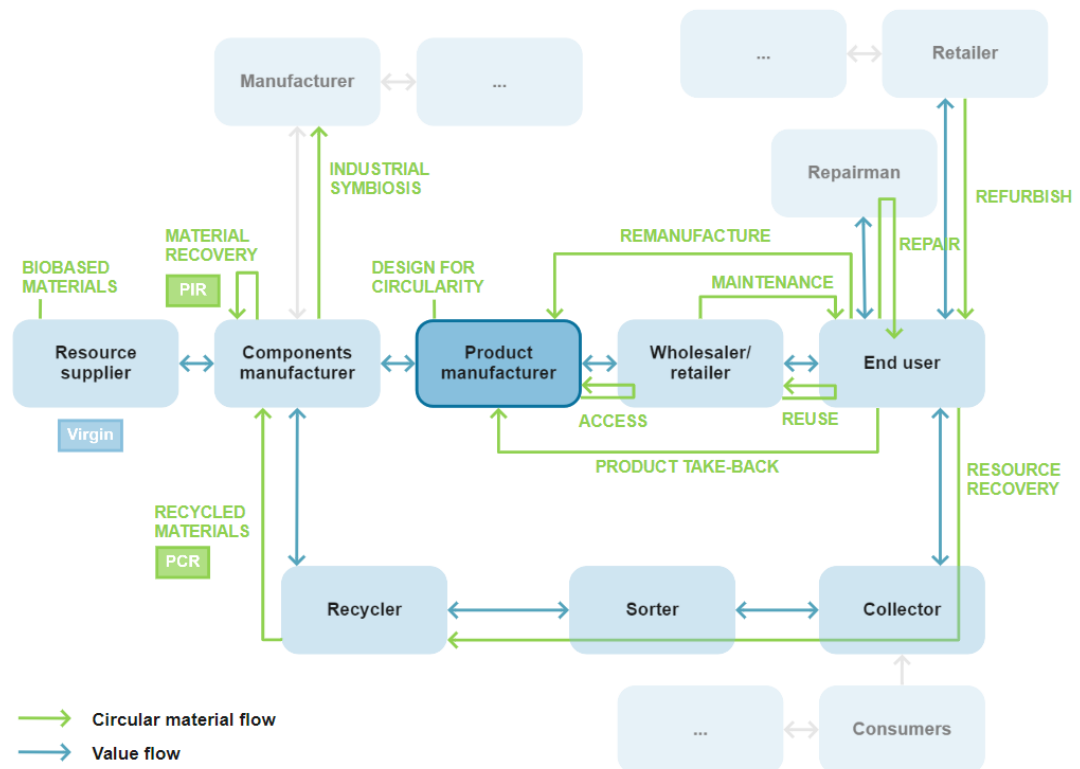 ...
Retailer
Manufacturer
...
Repairman
INDUSTRIAL
SYMBIOSIS
REFURBISH
MATERIAL
RECOVERY
REMANUFACTURE
REPAIR
BIOBASED
MATERIALS
PIR
DESIGN FOR
CIRCULARITY
MAINTENANCE
Resource
supplier
Components
manufacturer
Product
manufacturer
Wholesaler/
retailer
End user
ACCESS
REUSE
Virgin
PRODUCT TAKE-BACK
RESOURCE
RECOVERY
RECYCLED
MATERIALS
PCR
Recycler
Sorter
Collector
Circular material flow
Value flow
...
Consumers